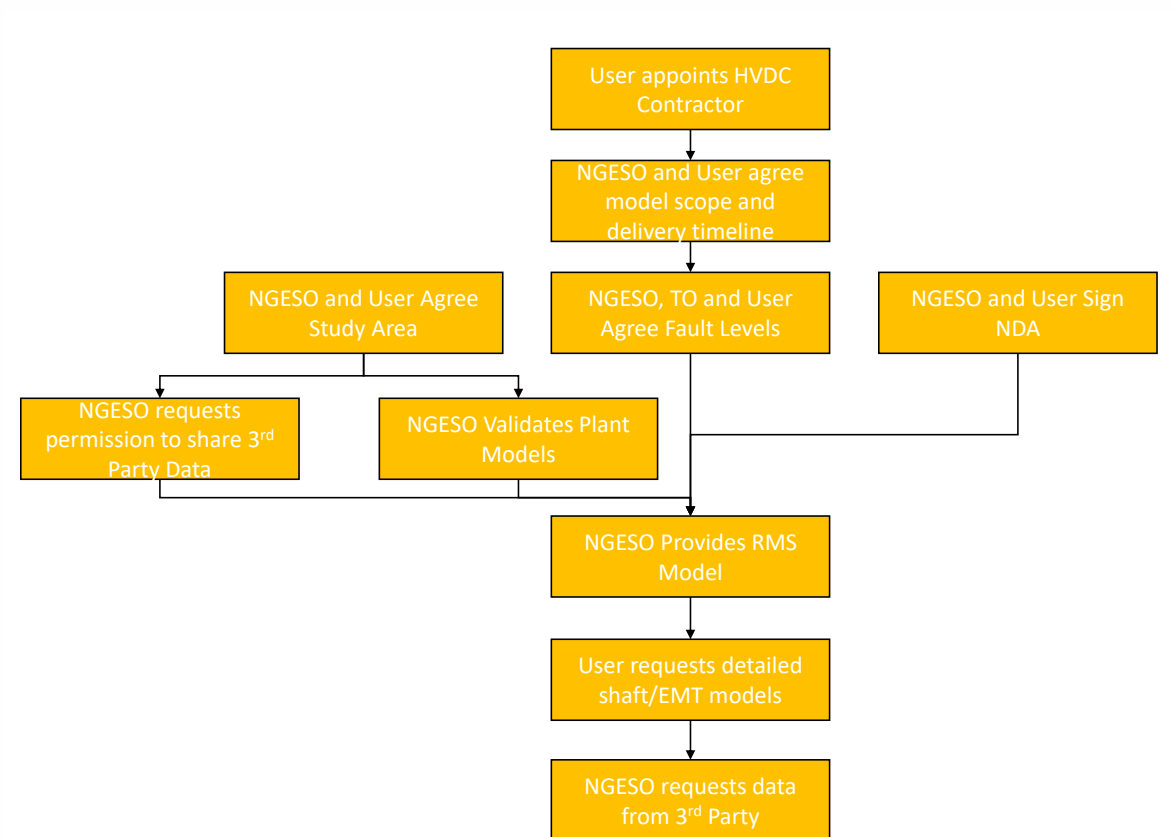 User appoints HVDC
Contractor
NGESO and User agree
model scope and
delivery timeline
NGESO and User Agree
Study Area
NGESO, TO and User
Agree Fault Levels
NGESO and User Sign
NDA
NGESO requests
permission to share 3rd
Party Data
NGESO Validates Plant
Models
NGESO Provides RMS
Model
User requests detailed
shaft/EMT models
NGESO requests data
from 3rd Party